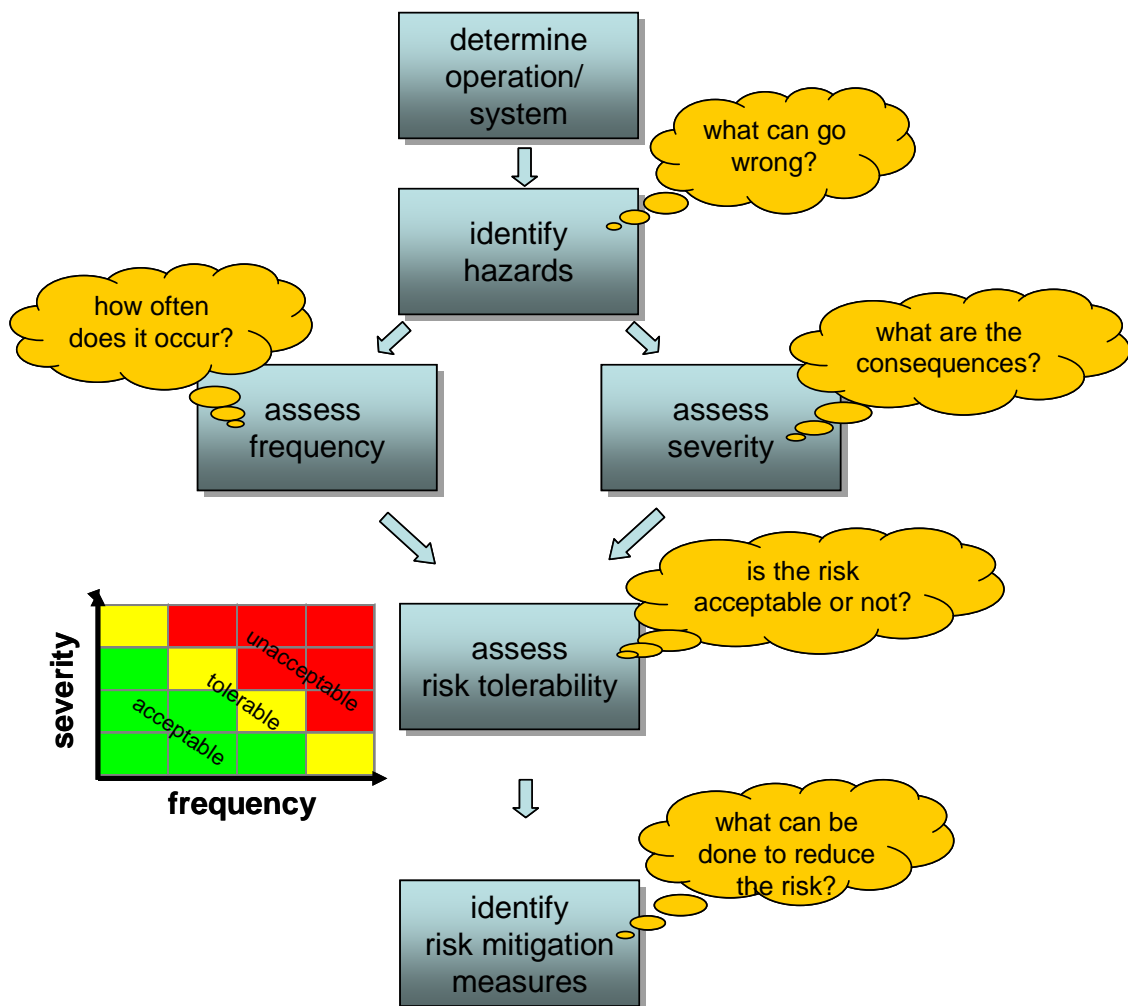 determine
operation/
system
what can go
wrong?
identify
hazards
how often
does it occur?
what are the
consequences?
assess
frequency
assess
severity
is the risk
acceptable or not?
assess
risk tolerability
severity
unacceptable
tolerable
acceptable
frequency
what can be
done to reduce
the risk?
identify
risk mitigation
measures